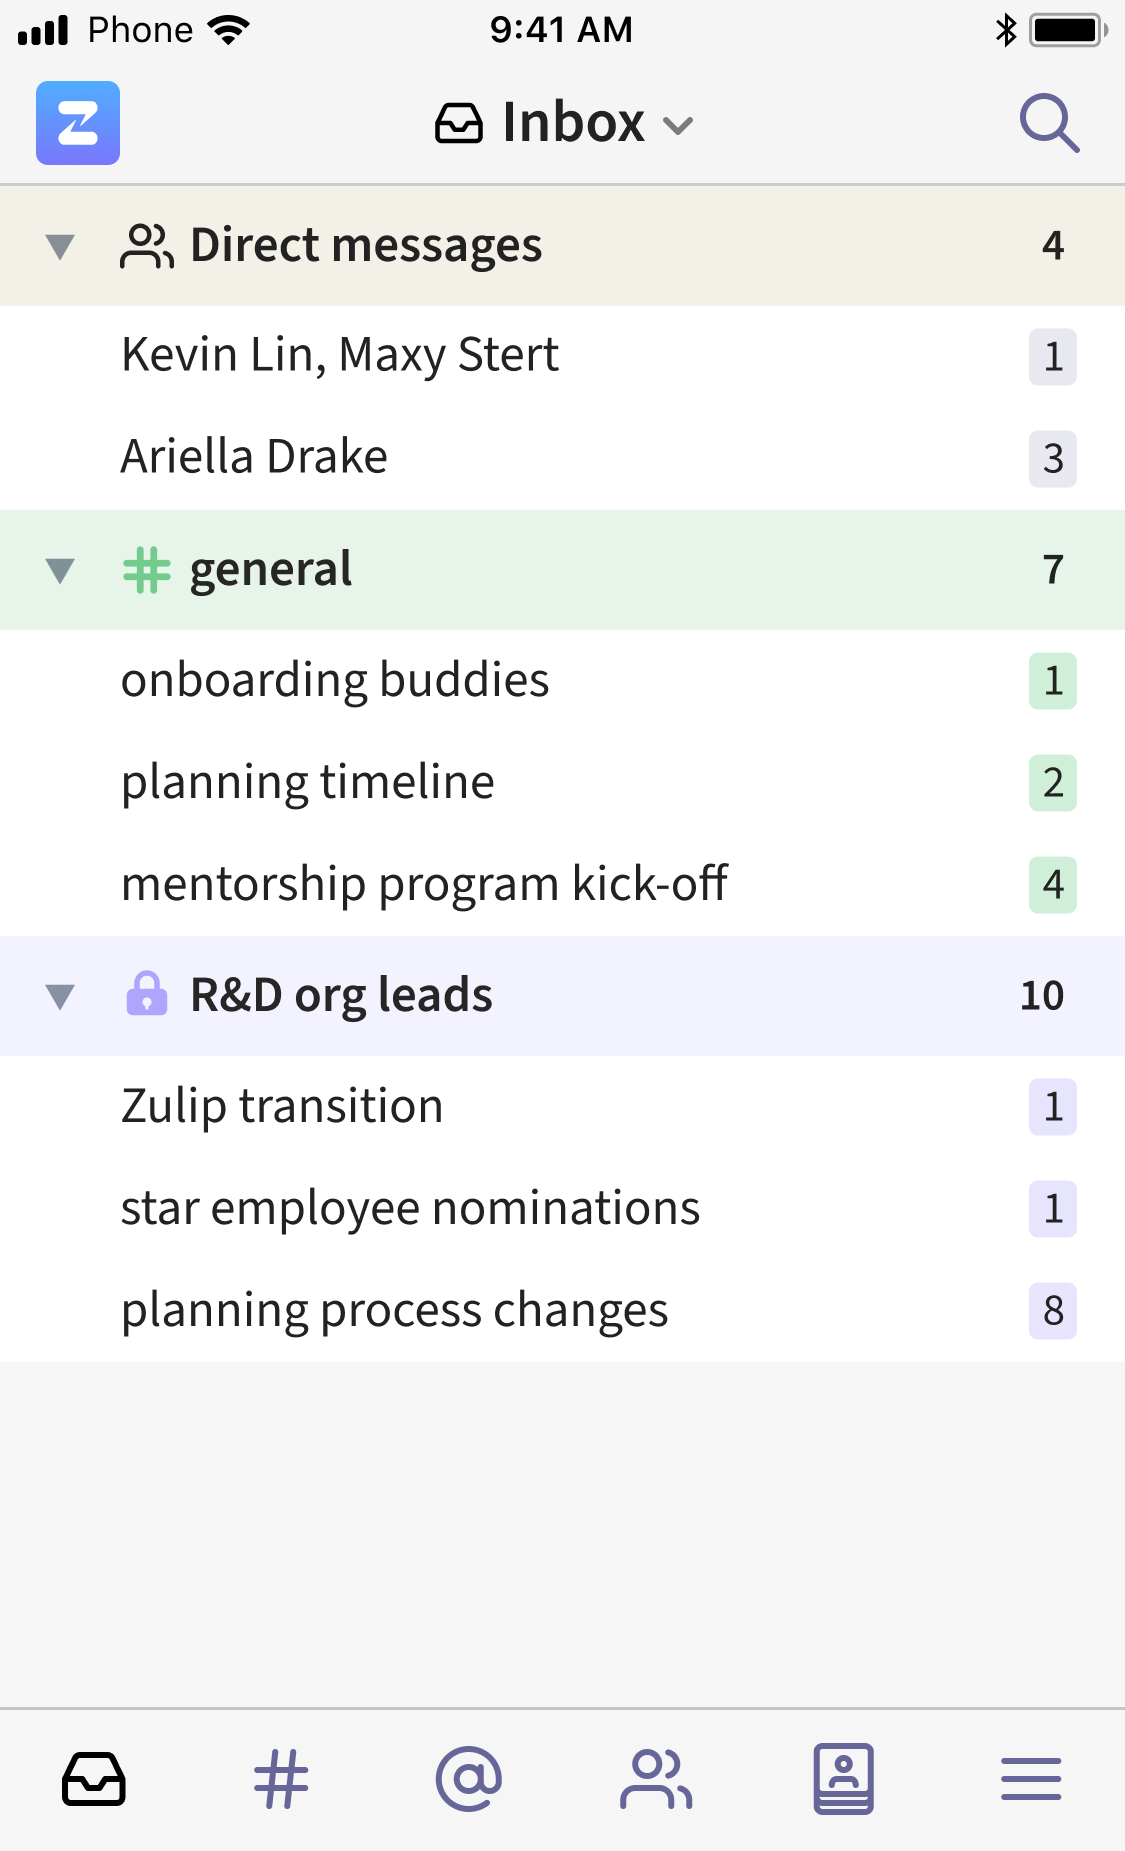 Phone 9:41 AM
Inbox
Direct messages 4
Kevin Lin, Maxy Stert 1
Ariella Drake 3
general 7
onboarding buddies 1
planning timeline 2
mentorship program kick-off 4
R&D org leads 10
Zulip transition 1
star employee nominations 1
planning process changes 8